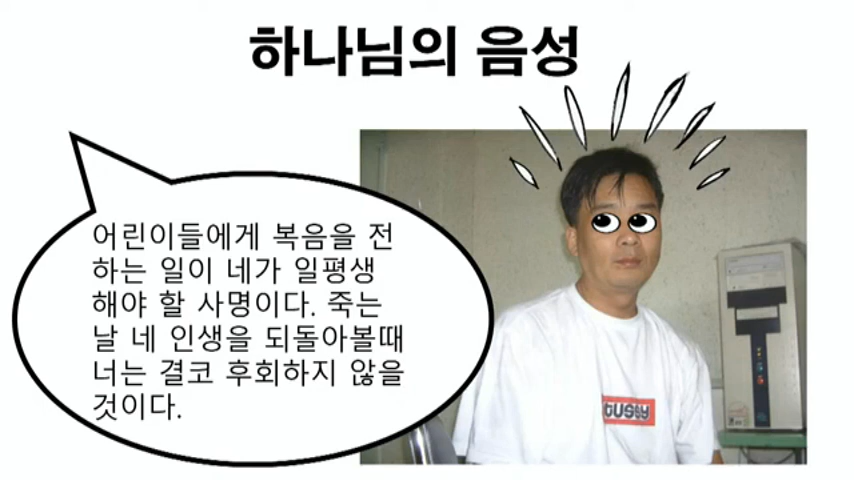 하나님의 음성
어린이들에게 복음을 전
하는 일이 네가 일평생
해야 할 사명이다. 죽는
날 네 인생을 되돌아볼때
너는 결코 후회하지 않을
것이다.